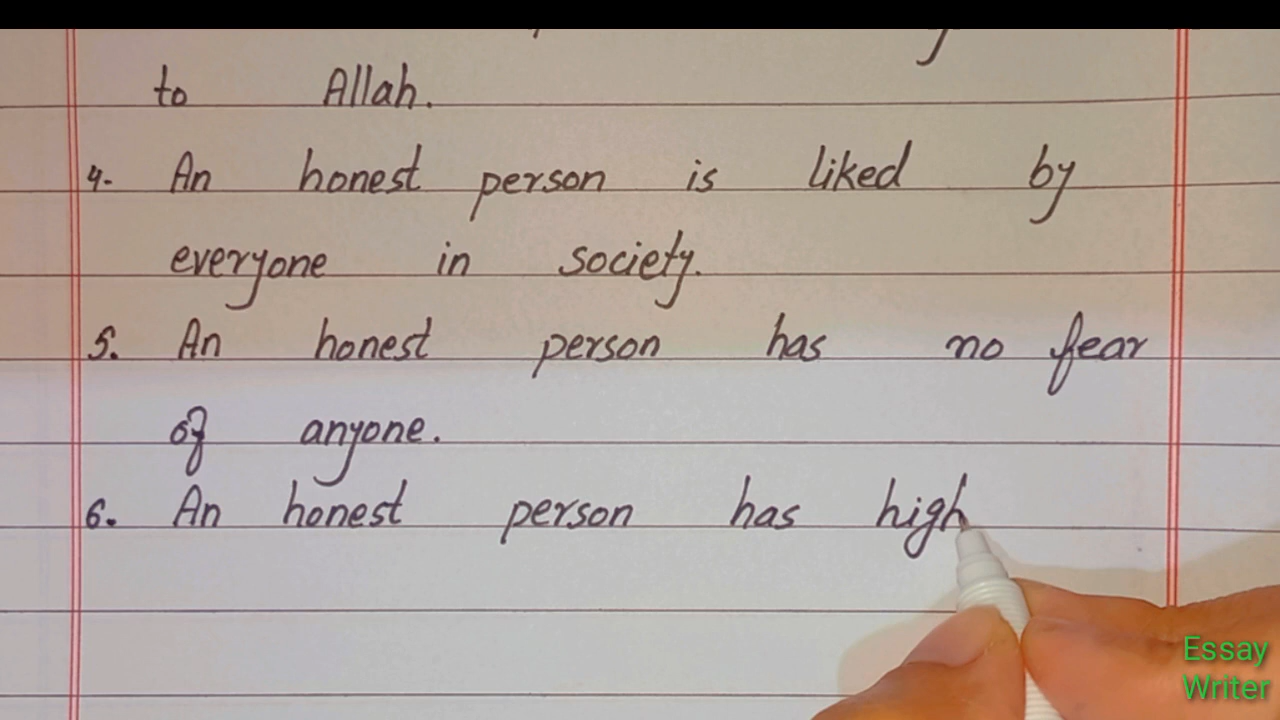 to Allah.
4. An honest person is liked by
everyone in society.
5. An honest person has no fear
of anyone.
6. An honest person has high
Essay
Writer